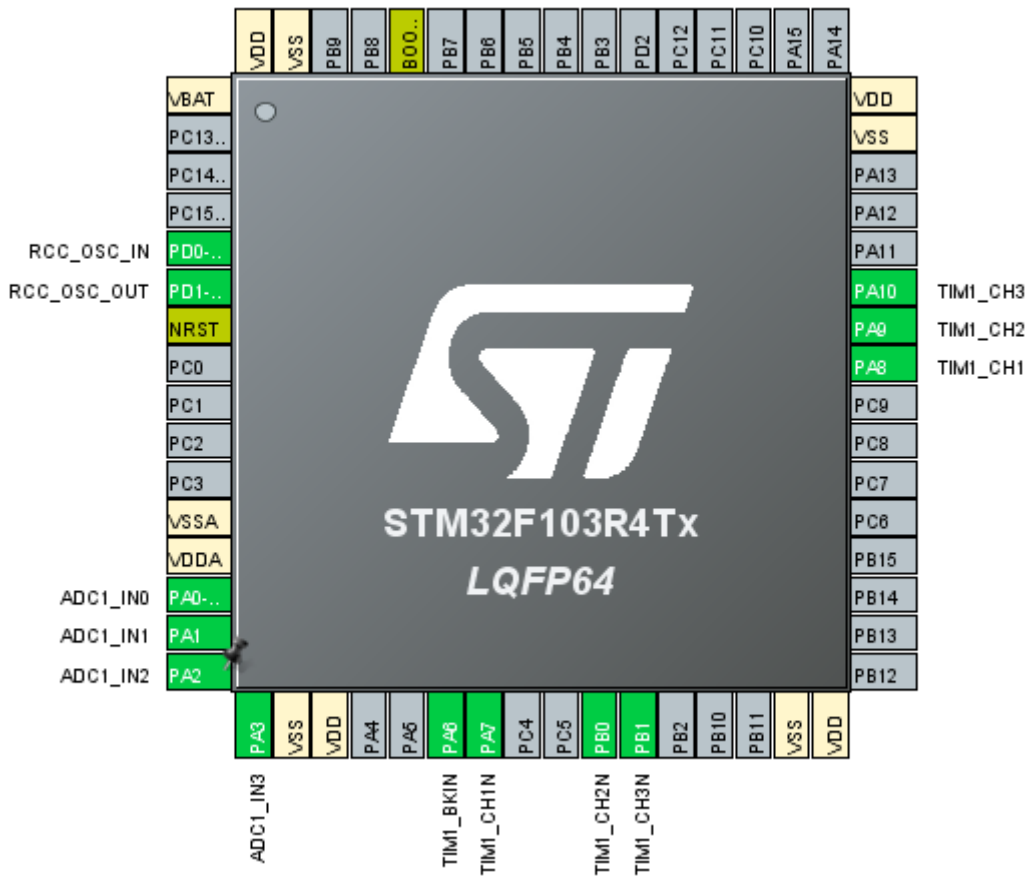 VDD
VSS
PB9
PB8
BOO..
PB7
PB6
PB5
PB4
PB3
PD2
PC12
PC11
PC10
PA15
PA14
VBAT
PC13..
PC14..
PC15..
RCC_OSC_IN PD0-..
RCC_OSC_OUT PD1-..
NRST
PC0
PC1
PC2
PC3
VSSA
VDDA
ADC1_IN0 PA0-..
ADC1_IN1 PA1
ADC1_IN2 PA2
STM32F103R4Tx
LQFP64
VDD
VSS
PA13
PA12
PA11
PA10 TIM1_CH3
PA9 TIM1_CH2
PA8 TIM1_CH1
PC9
PC8
PC7
PC6
PB15
PB14
PB13
PB12
PA3
VSS
VDD
PA4
PA5
PA6
PA7
PC4
PC5
PB0
PB1
PB2
PB10
PB11
VSS
VDD
ADC1_IN3
TIM1_BKIN
TIM1_CH1N
TIM1_CH2N
TIM1_CH3N